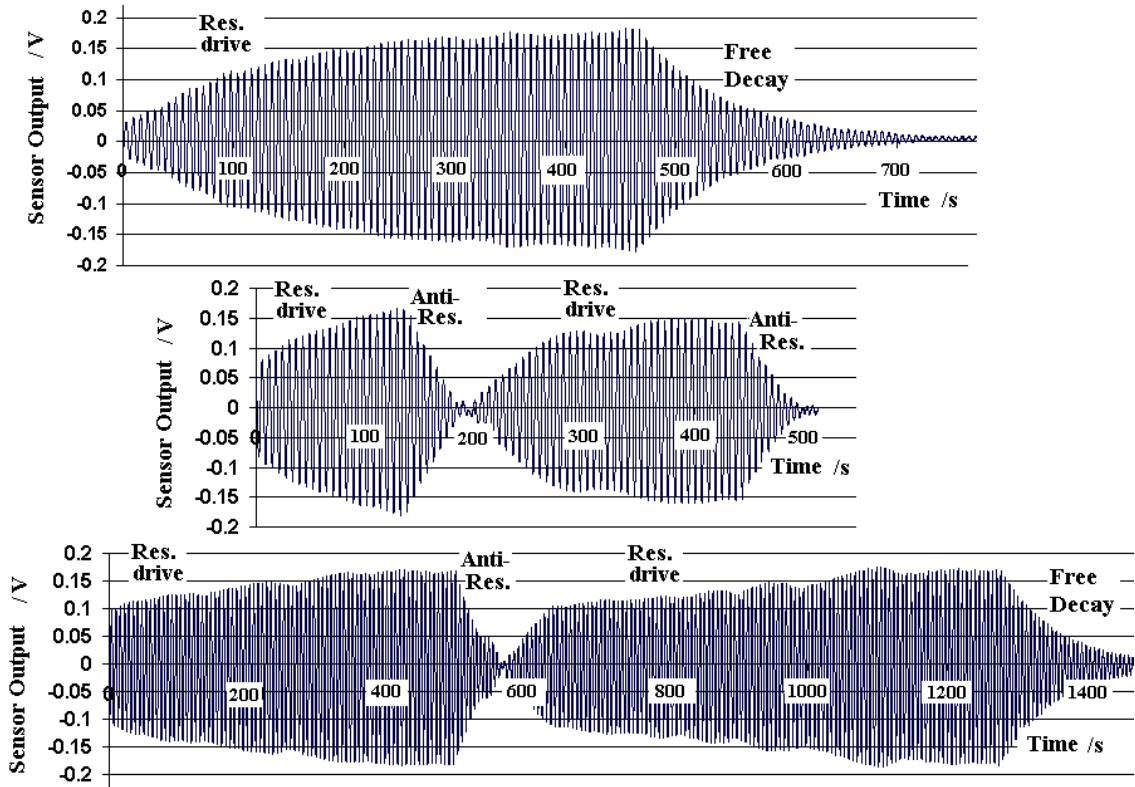 0.2
Res.
drive
0.15
Free
Decay
0.1
0.05
0
-0.05
0 100 200 300 400 500 600 700
-0.1
Time /s
-0.15
-0.2
Sensor Output /V
0.2
Res. Anti- Res.
drive Res. drive
0.15
Anti-
Res.
0.1
0.05
0
-0.05
0 100 200 300 400 500
-0.1
Time /s
-0.15
-0.2
Sensor Output /V
0.2
Res. Anti- Res.
drive Res. drive
0.15
Free
Decay
0.1
0.05
0
-0.05
0 200 400 600 800 1000 1200 1400
-0.1
Time /s
-0.15
-0.2
Sensor Output /V